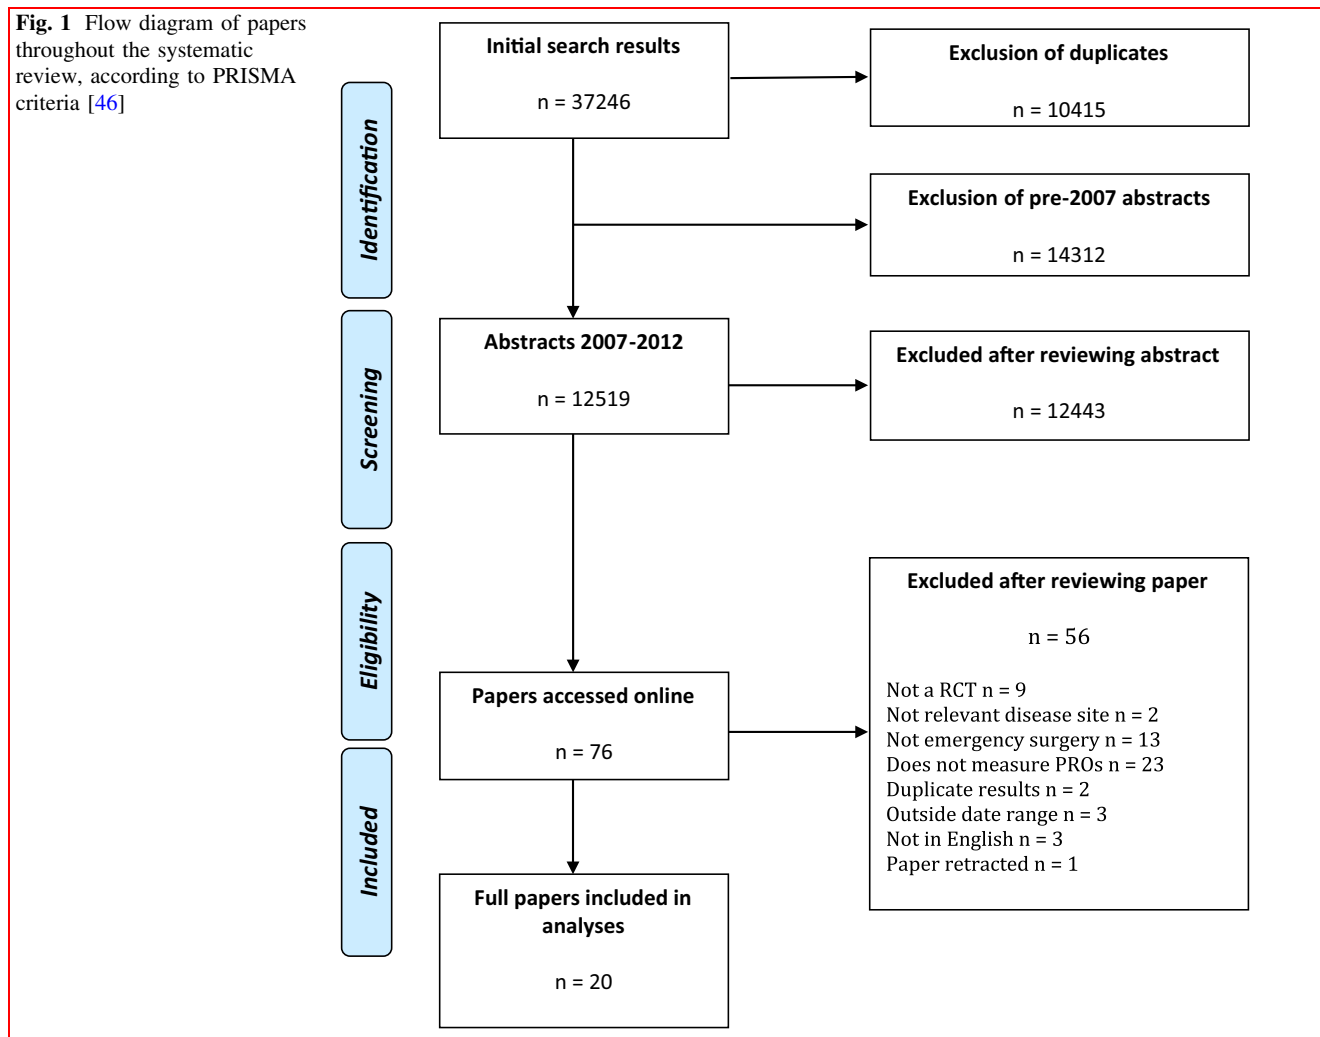 Fig. 1 Flow diagram of papers
throughout the systematic
review, according to PRISMA
criteria [46]
Identification
Initial search results
n = 37246
Exclusion of duplicates
n = 10415
Exclusion of pre-2007 abstracts
n = 14312
Screening
Abstracts 2007-2012
n = 12519
Excluded after reviewing abstract
n = 12443
Eligibility
Papers accessed online
n = 76
Excluded after reviewing paper
n = 56
Not a RCT n = 9
Not relevant disease site n = 2
Not emergency surgery n = 13
Does not measure PROs n = 23
Duplicate results n = 2
Outside date range n = 3
Not in English n = 3
Paper retracted n = 1
Included
Full papers included in
analyses
n = 20